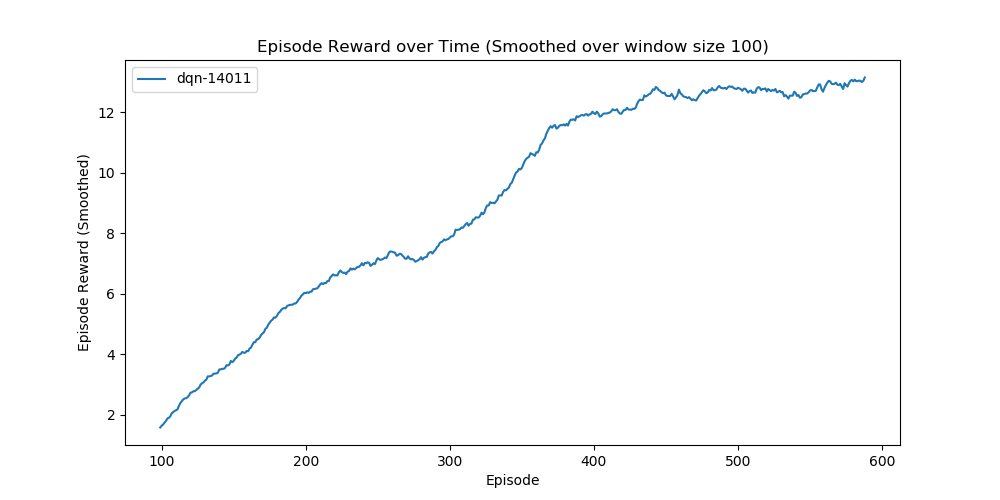 Episode Reward over Time (Smoothed over window size 100)
dqn-14011
Episode Reward (Smoothed)
12
10
8
6
4
2
100 200 300 400 500 600
Episode